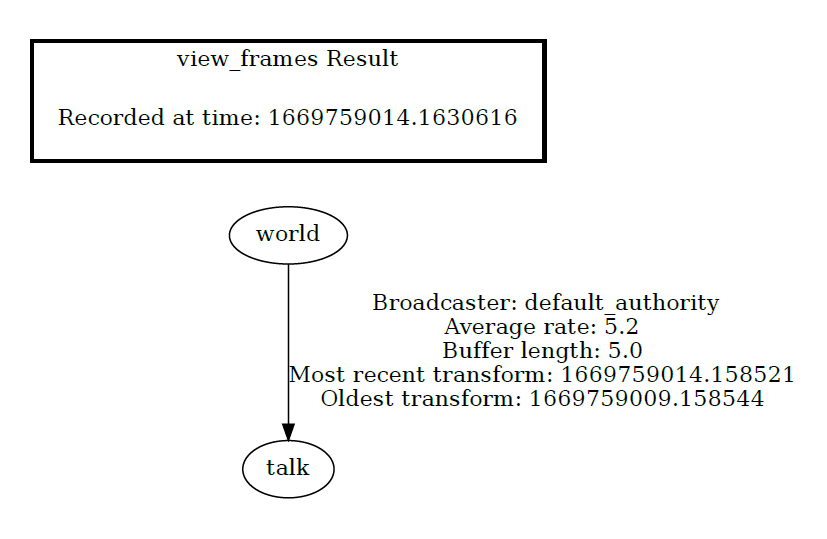 view_frames Result
Recorded at time: 1669759014.1630616
world
Broadcaster: default_authority
Average rate: 5.2
Buffer length: 5.0
Most recent transform: 1669759014.158521
Oldest transform: 1669759009.158544
talk